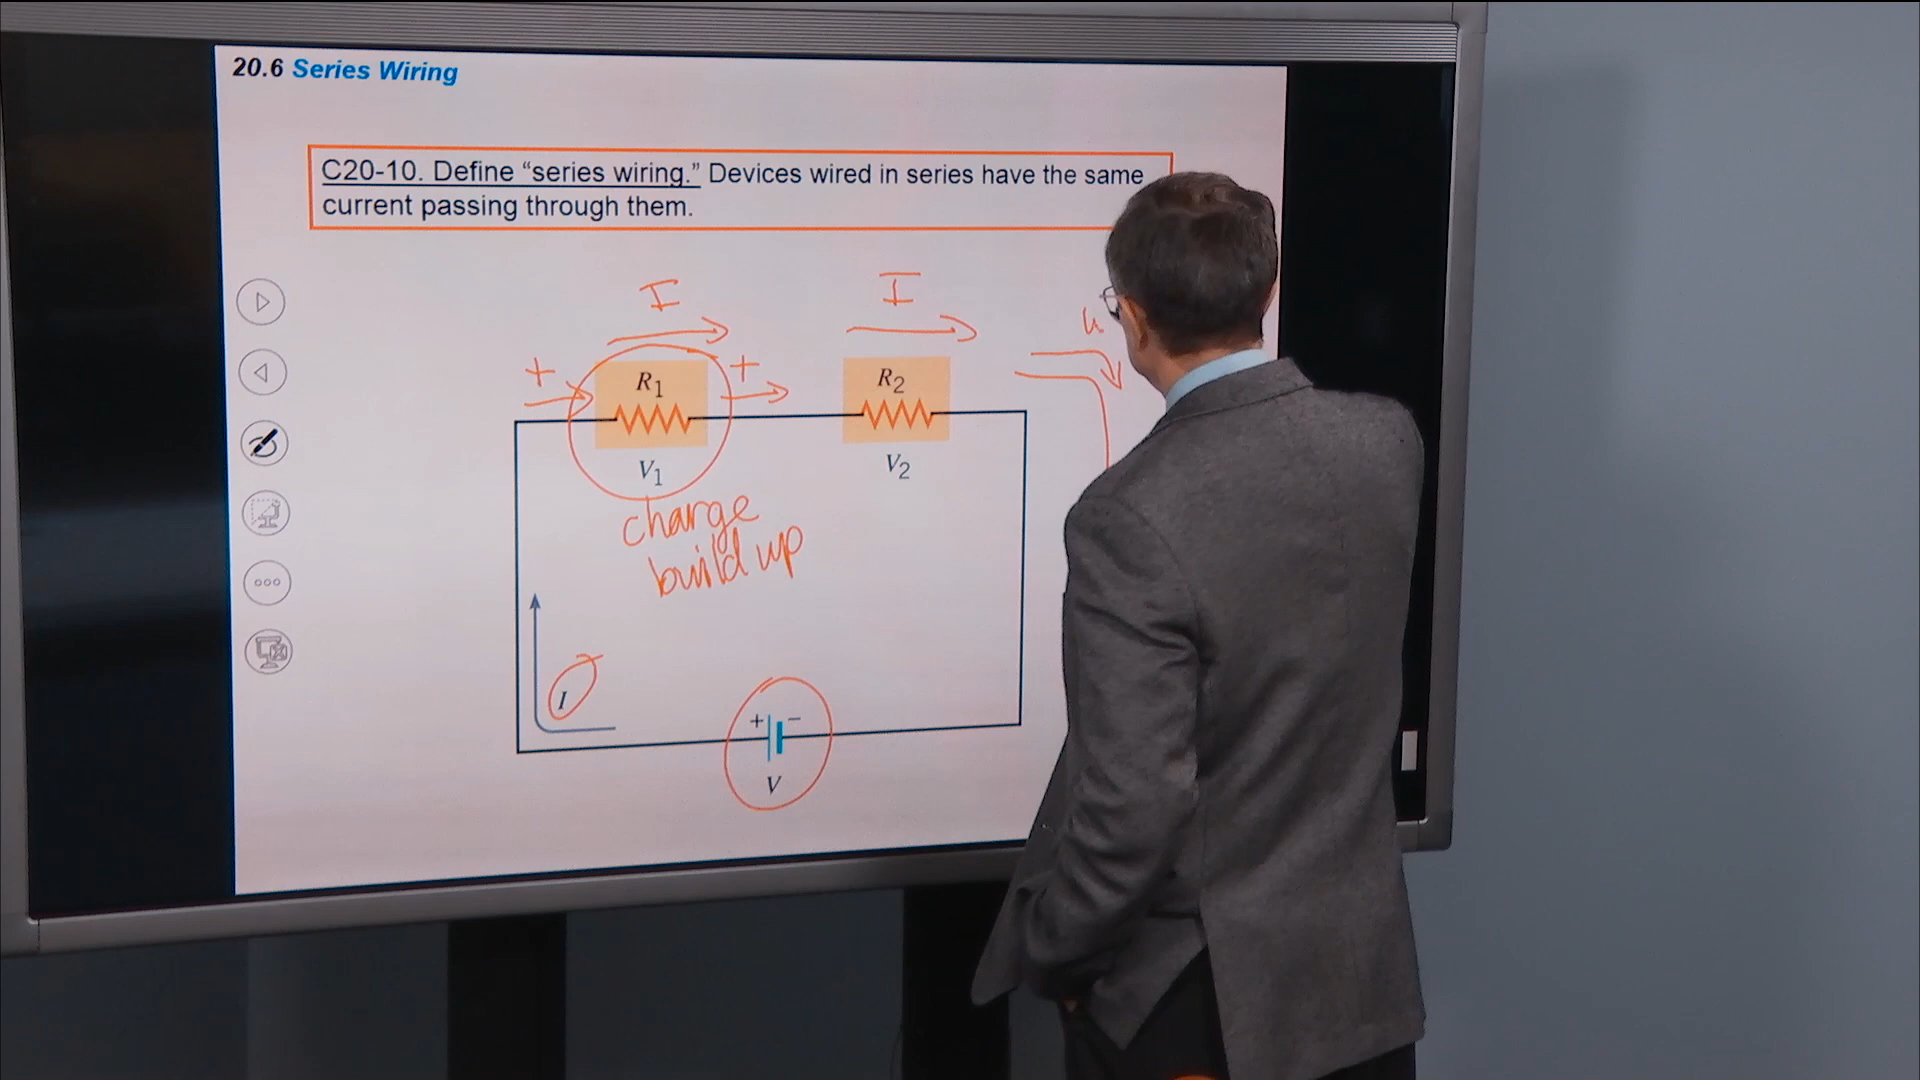 20.6 Series Wiring
C20-10. Define “series wiring.” Devices wired in series have the same
current passing through them.
I
I
+
+
R1
R2
V1
V2
charge
build up
I
+ −
V